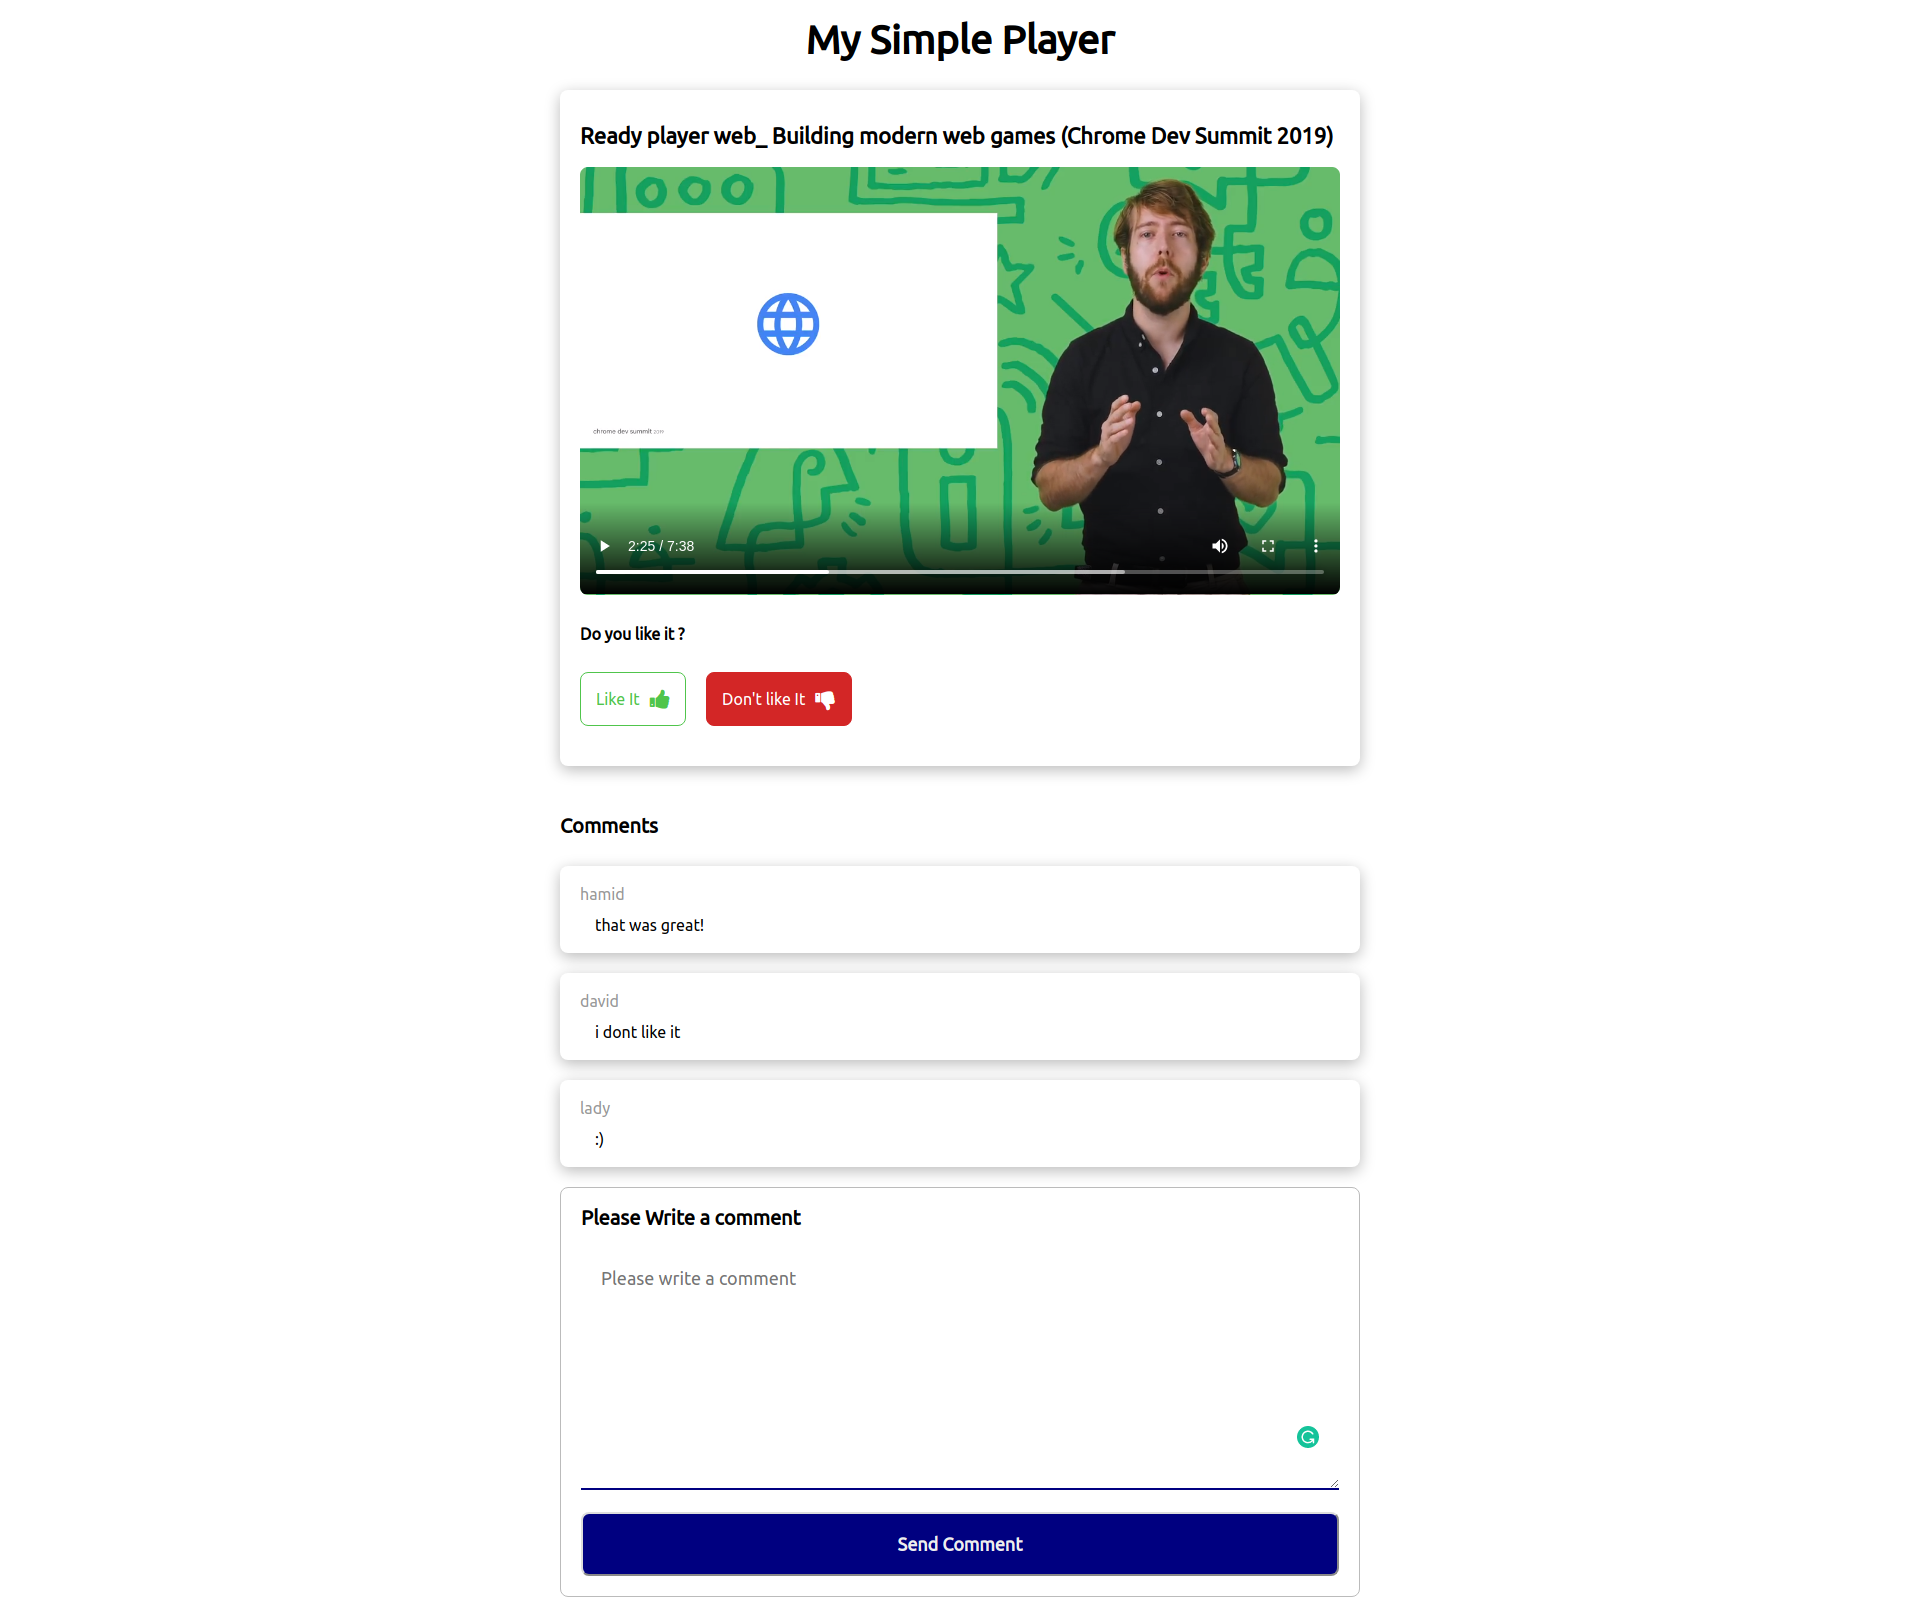 My Simple Player
Ready player web_ Building modern web games (Chrome Dev Summit 2019)
chrome dev summit 2019
2:25 / 7:38
Do you like it ?
Like It
Don't like It
Comments
hamid
that was great!
david
i dont like it
lady
:)
Please Write a comment
Please write a comment
Send Comment